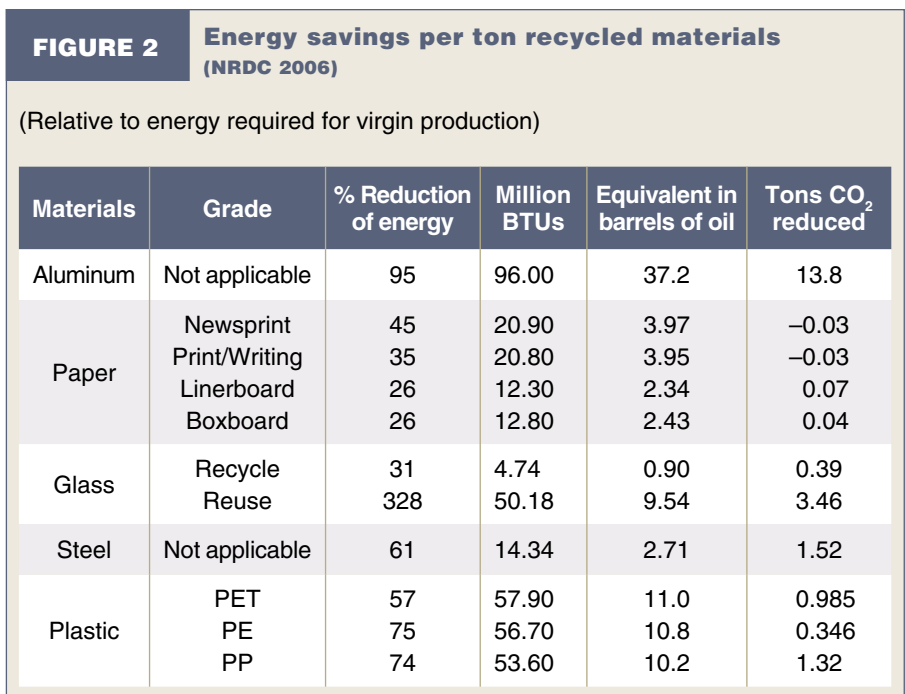 FIGURE 2
Energy savings per ton recycled materials
(NRDC 2006)
(Relative to energy required for virgin production)
Materials Grade % Reduction of energy Million BTUs Equivalent in barrels of oil Tons CO₂ reduced
Aluminum Not applicable 95 96.00 37.2 13.8
Paper
Newsprint 45 20.90 3.97 –0.03
Print/Writing 35 20.80 3.95 –0.03
Linerboard 26 12.30 2.34 0.07
Boxboard 26 12.80 2.43 0.04
Glass
Recycle 31 4.74 0.90 0.39
Reuse 328 50.18 9.54 3.46
Steel Not applicable 61 14.34 2.71 1.52
Plastic
PET 57 57.90 11.0 0.985
PE 75 56.70 10.8 0.346
PP 74 53.60 10.2 1.32